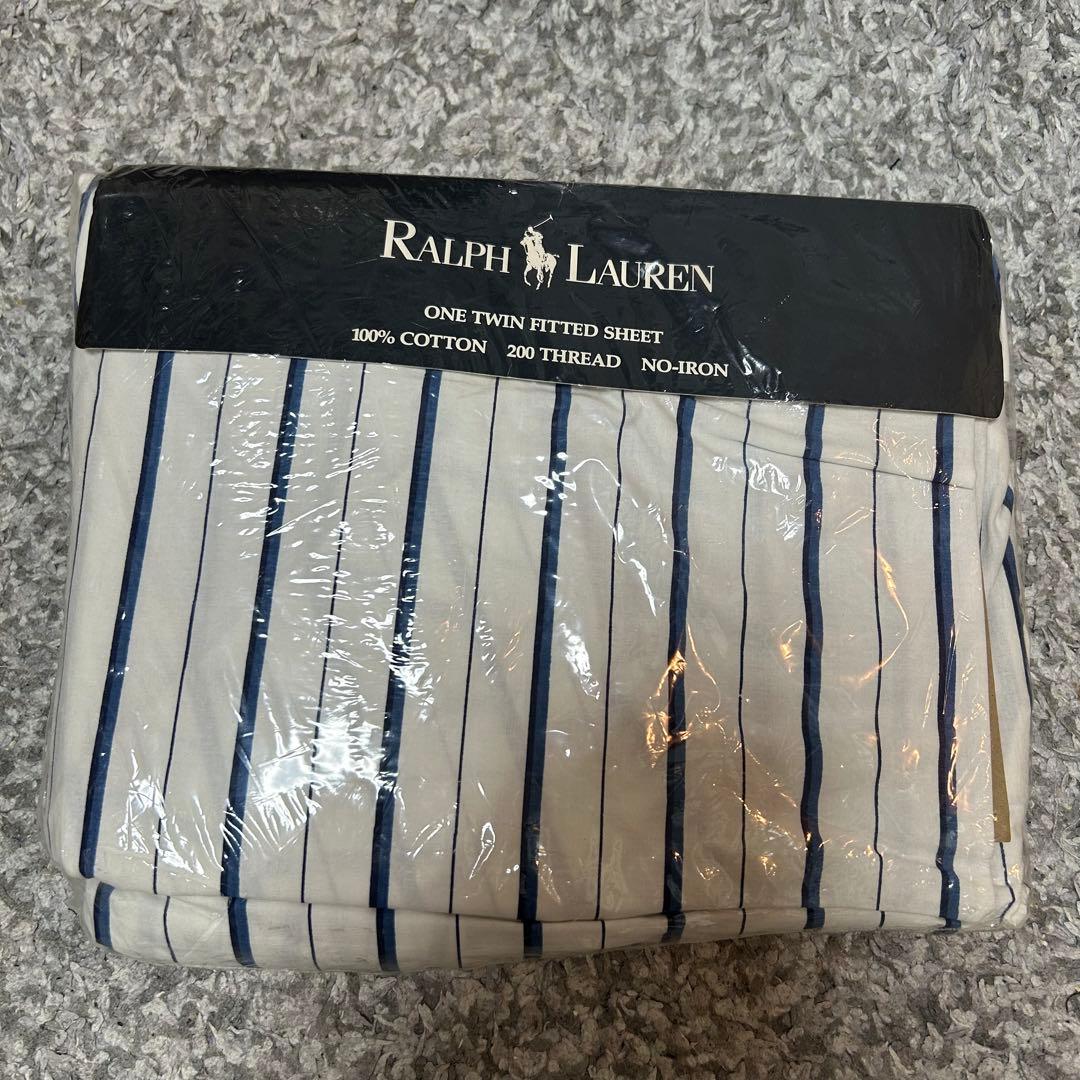 RALPH LAUREN
ONE TWIN FITTED SHEET
100% COTTON 200 THREAD NO-IRON